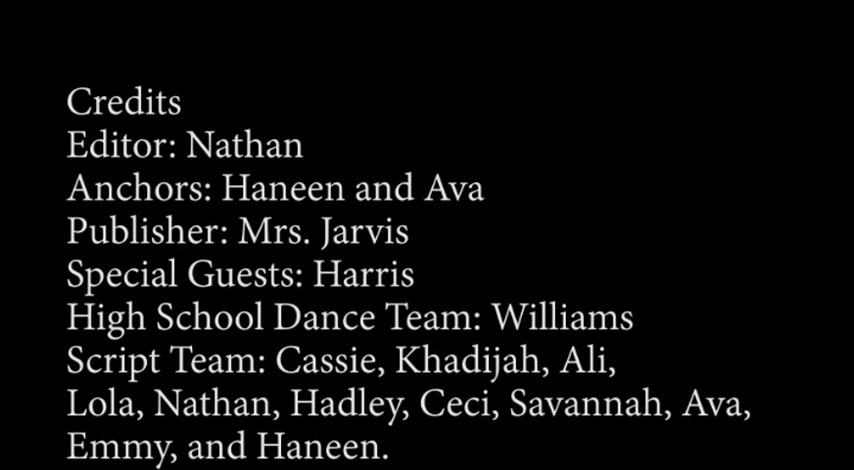 Credits
Editor: Nathan
Anchors: Haneen and Ava
Publisher: Mrs. Jarvis
Special Guests: Harris
High School Dance Team: Williams
Script Team: Cassie, Khadijah, Ali,
Lola, Nathan, Hadley, Ceci, Savannah, Ava,
Emmy, and Haneen.